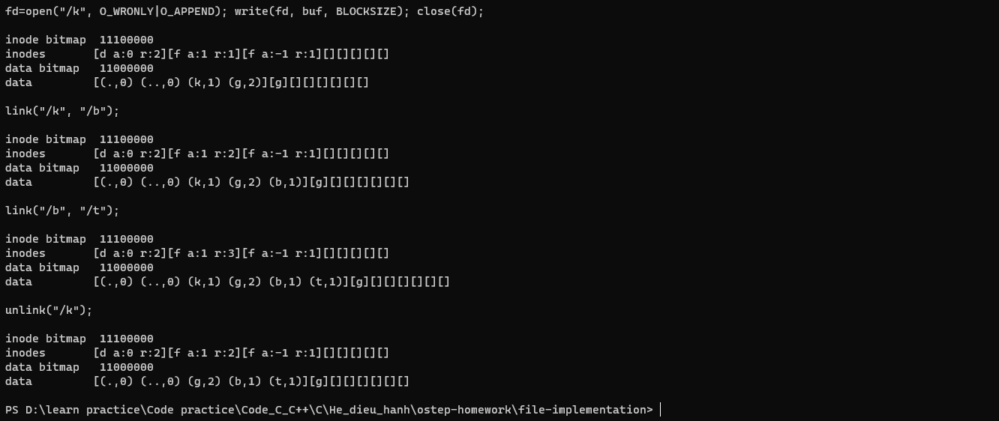 fd=open("/k", O_WRONLY|O_APPEND); write(fd, buf, BLOCKSIZE); close(fd);
inode bitmap  11100000
inodes       [d a:0 r:2][f a:1 r:1][f a:-1 r:1][][][][][]
data bitmap   11000000
data         [(.,0) (..,0) (k,1) (g,2)][g][][][][][][]
link("/k", "/b");
inode bitmap  11100000
inodes       [d a:0 r:2][f a:1 r:2][f a:-1 r:1][][][][][]
data bitmap   11000000
data         [(.,0) (..,0) (k,1) (g,2) (b,1)][g][][][][][][]
link("/b", "/t");
inode bitmap  11100000
inodes       [d a:0 r:2][f a:1 r:3][f a:-1 r:1][][][][][]
data bitmap   11000000
data         [(.,0) (..,0) (k,1) (g,2) (b,1) (t,1)][g][][][][][][]
unlink("/k");
inode bitmap  11100000
inodes       [d a:0 r:2][f a:1 r:2][f a:-1 r:1][][][][][]
data bitmap   11000000
data         [(.,0) (..,0) (g,2) (b,1) (t,1)][g][][][][][][]
PS D:\learn practice\Code practice\Code_C_C++\C\He_dieu_hanh\ostep-homework\file-implementation>